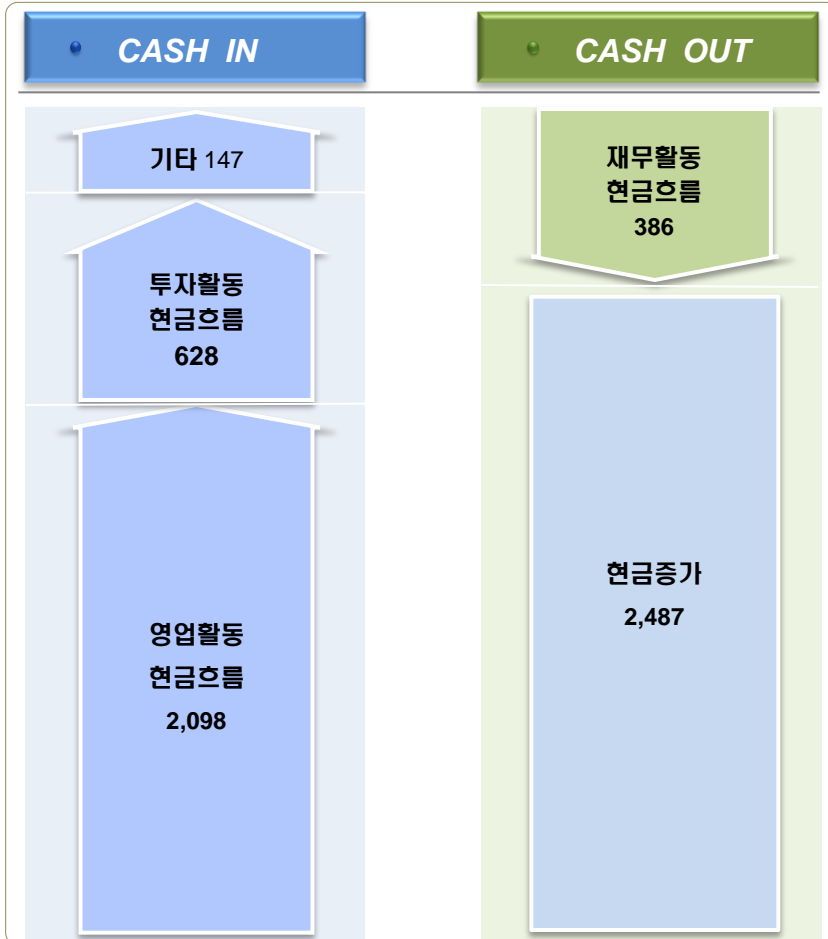 CASH IN
CASH OUT
기타 147
투자활동
현금흐름
628
영업활동
현금흐름
2,098
재무활동
현금흐름
386
현금증가
2,487